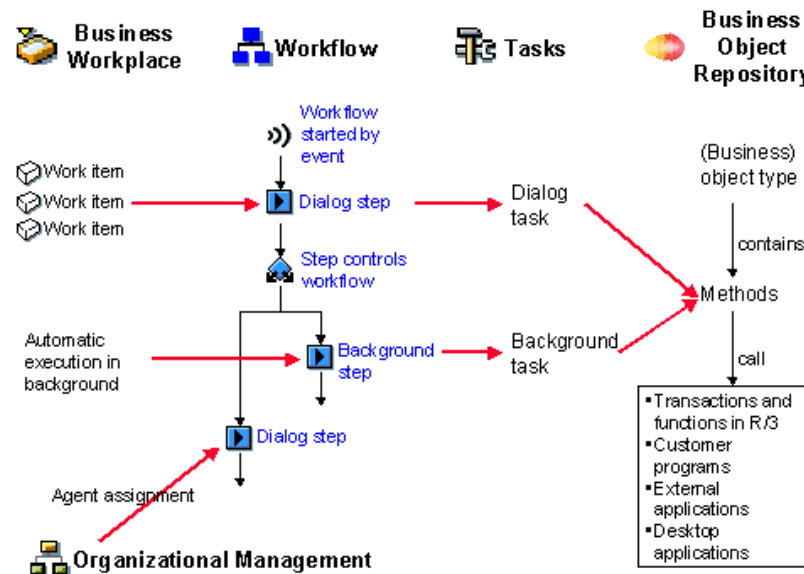 Business
Workplace
Workflow
Tasks
Business
Object
Repository
Workflow
started by
event
Work item
Work item
Work item
Dialog step
Dialog
task
(Business)
object type
contains
Step controls
workflow
Methods
Automatic
execution in
background
Background
step
Background
task
call
Dialog step
▪Transactions and
functions in R/3
▪Customer
programs
▪External
applications
▪Desktop
applications
Agent assignment
Organizational Management